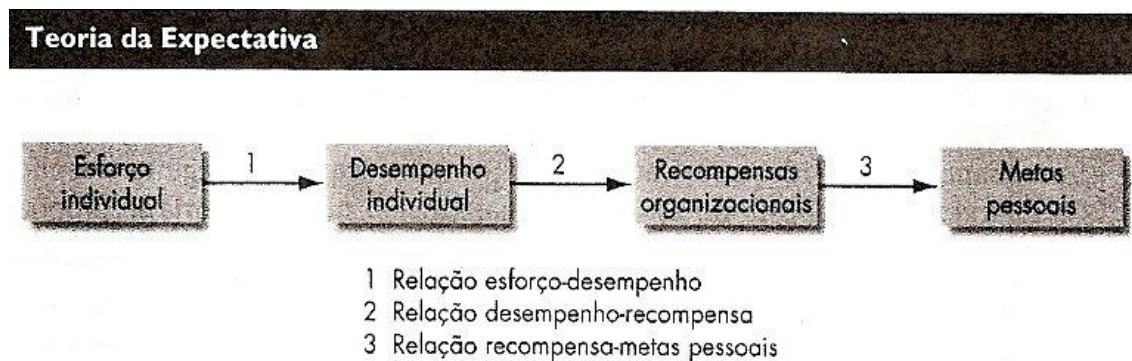 Teoria da Expectativa
Esforço
individual
1
Desempenho
individual
2
Recompensas
organizacionais
3
Metas
pessoais
1 Relação esforço-desempenho
2 Relação desempenho-recompensa
3 Relação recompensa-metas pessoais